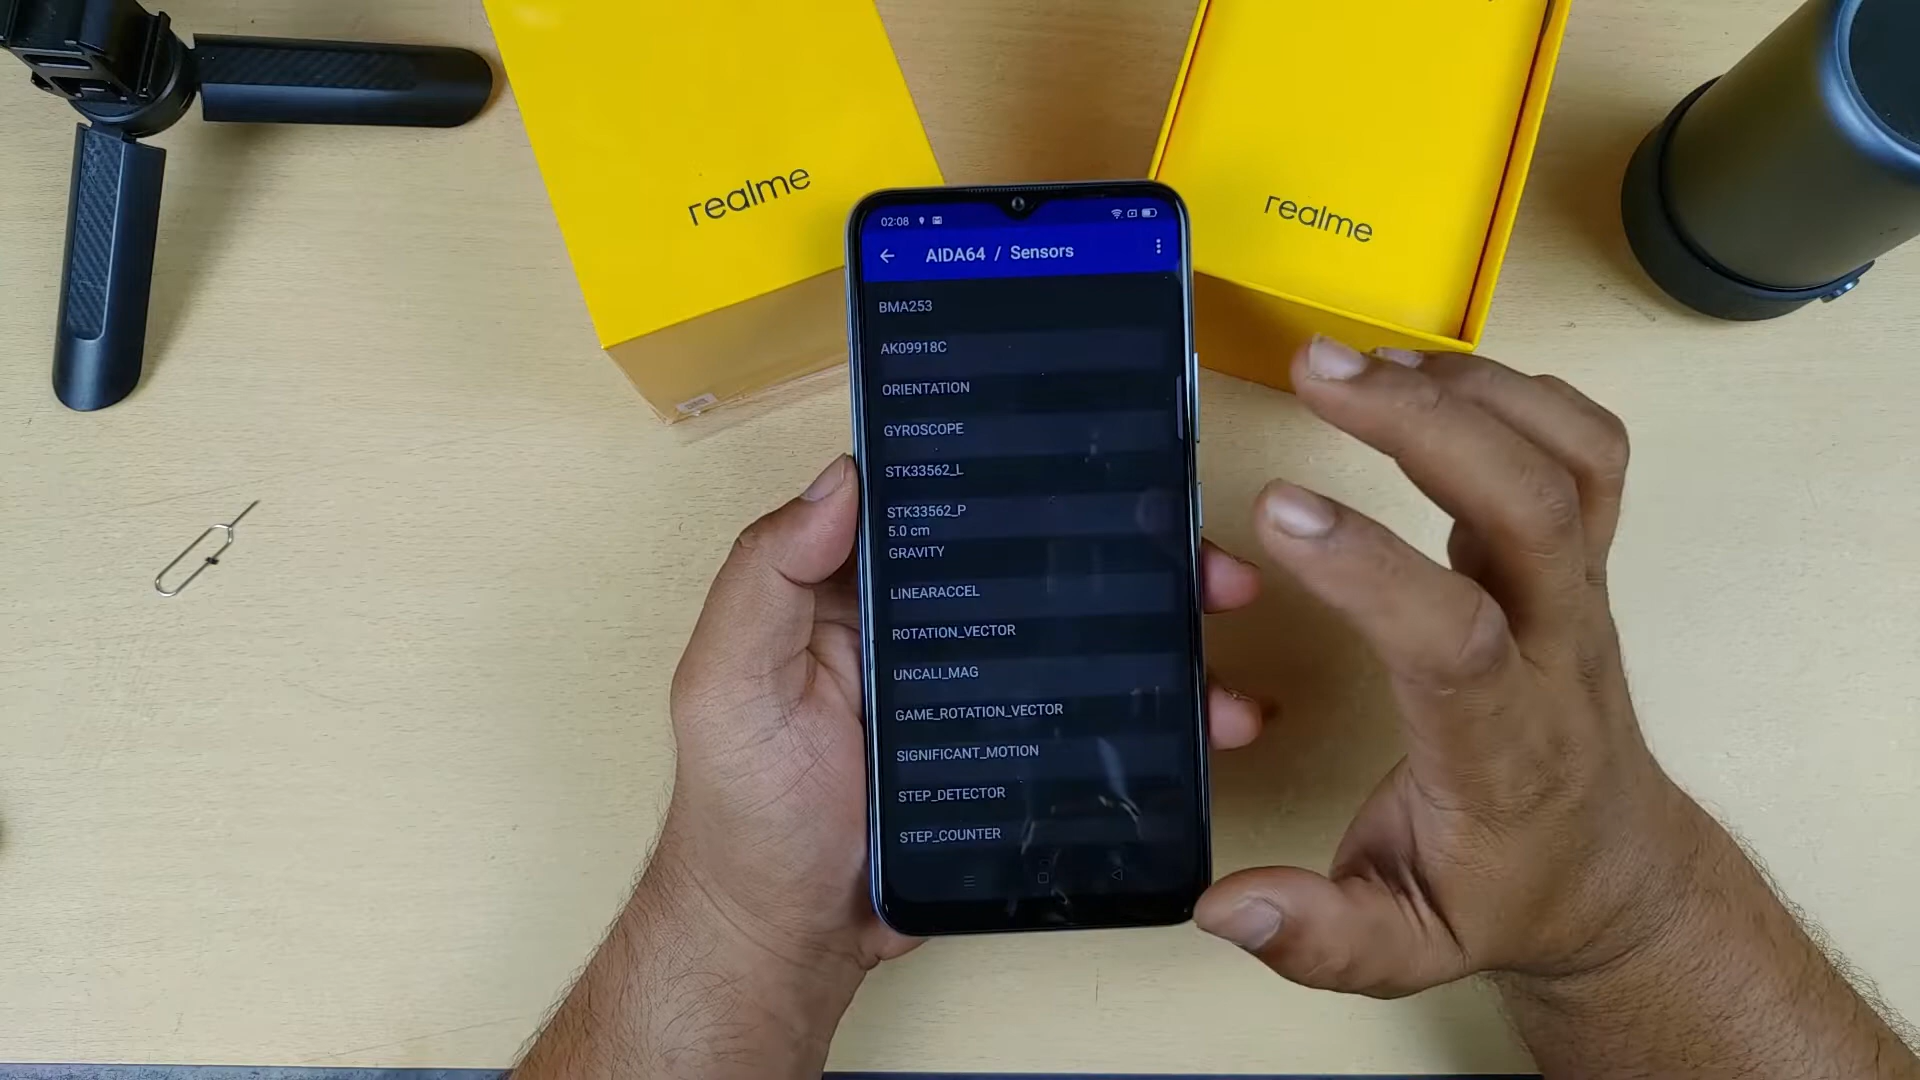 realme
realme
02:08
AIDA64 / Sensors
BMA253
AK09918C
ORIENTATION
GYROSCOPE
STK33562_L
STK33562_P
5.0 cm
GRAVITY
LINEARACCEL
ROTATION_VECTOR
UNCALI_MAG
GAME_ROTATION_VECTOR
SIGNIFICANT_MOTION
STEP_DETECTOR
STEP_COUNTER